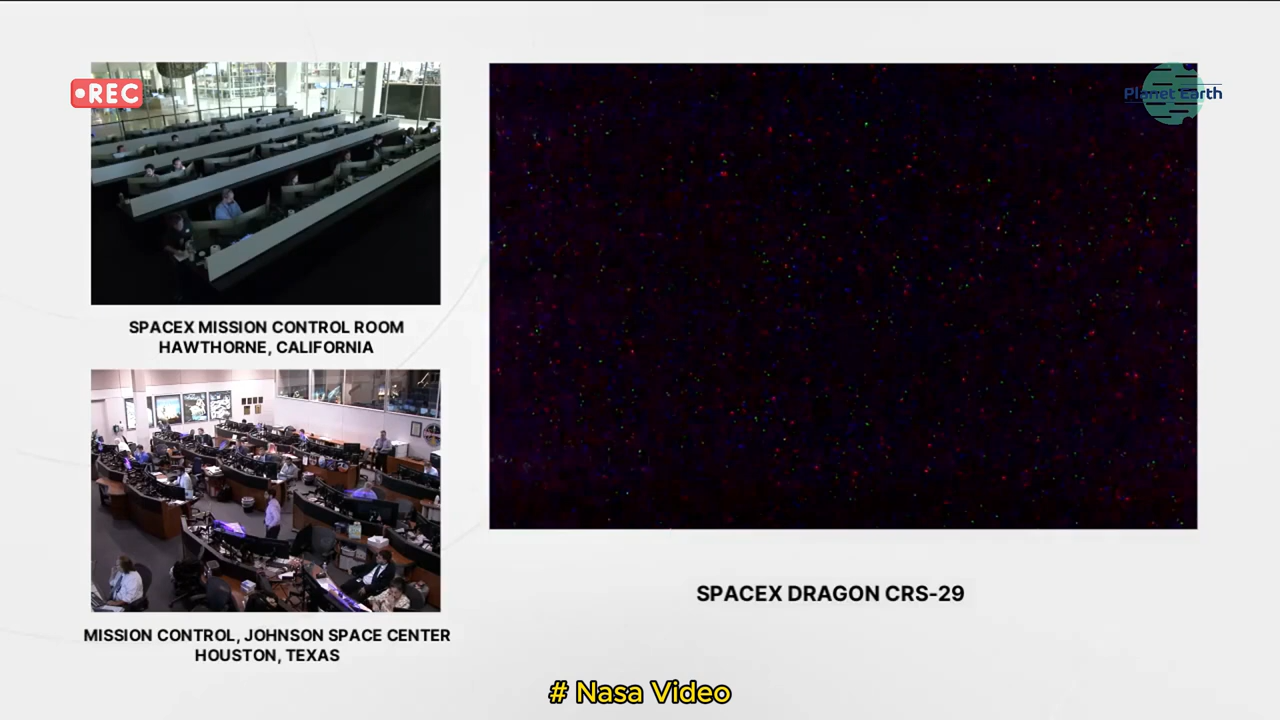 REC
SPACEX MISSION CONTROL ROOM
HAWTHORNE, CALIFORNIA
MISSION CONTROL, JOHNSON SPACE CENTER
HOUSTON, TEXAS
Planet Earth
SPACEX DRAGON CRS-29
# Nasa Video